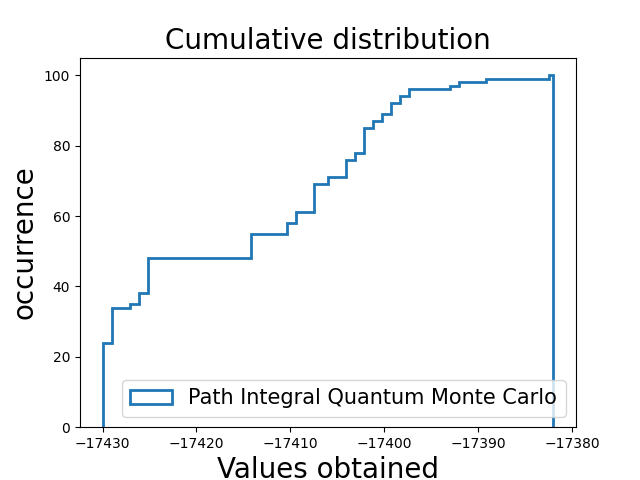 Cumulative distribution
100
80
60
40
20
0
occurrence
Path Integral Quantum Monte Carlo
−17430 −17420 −17410 −17400 −17390 −17380
Values obtained